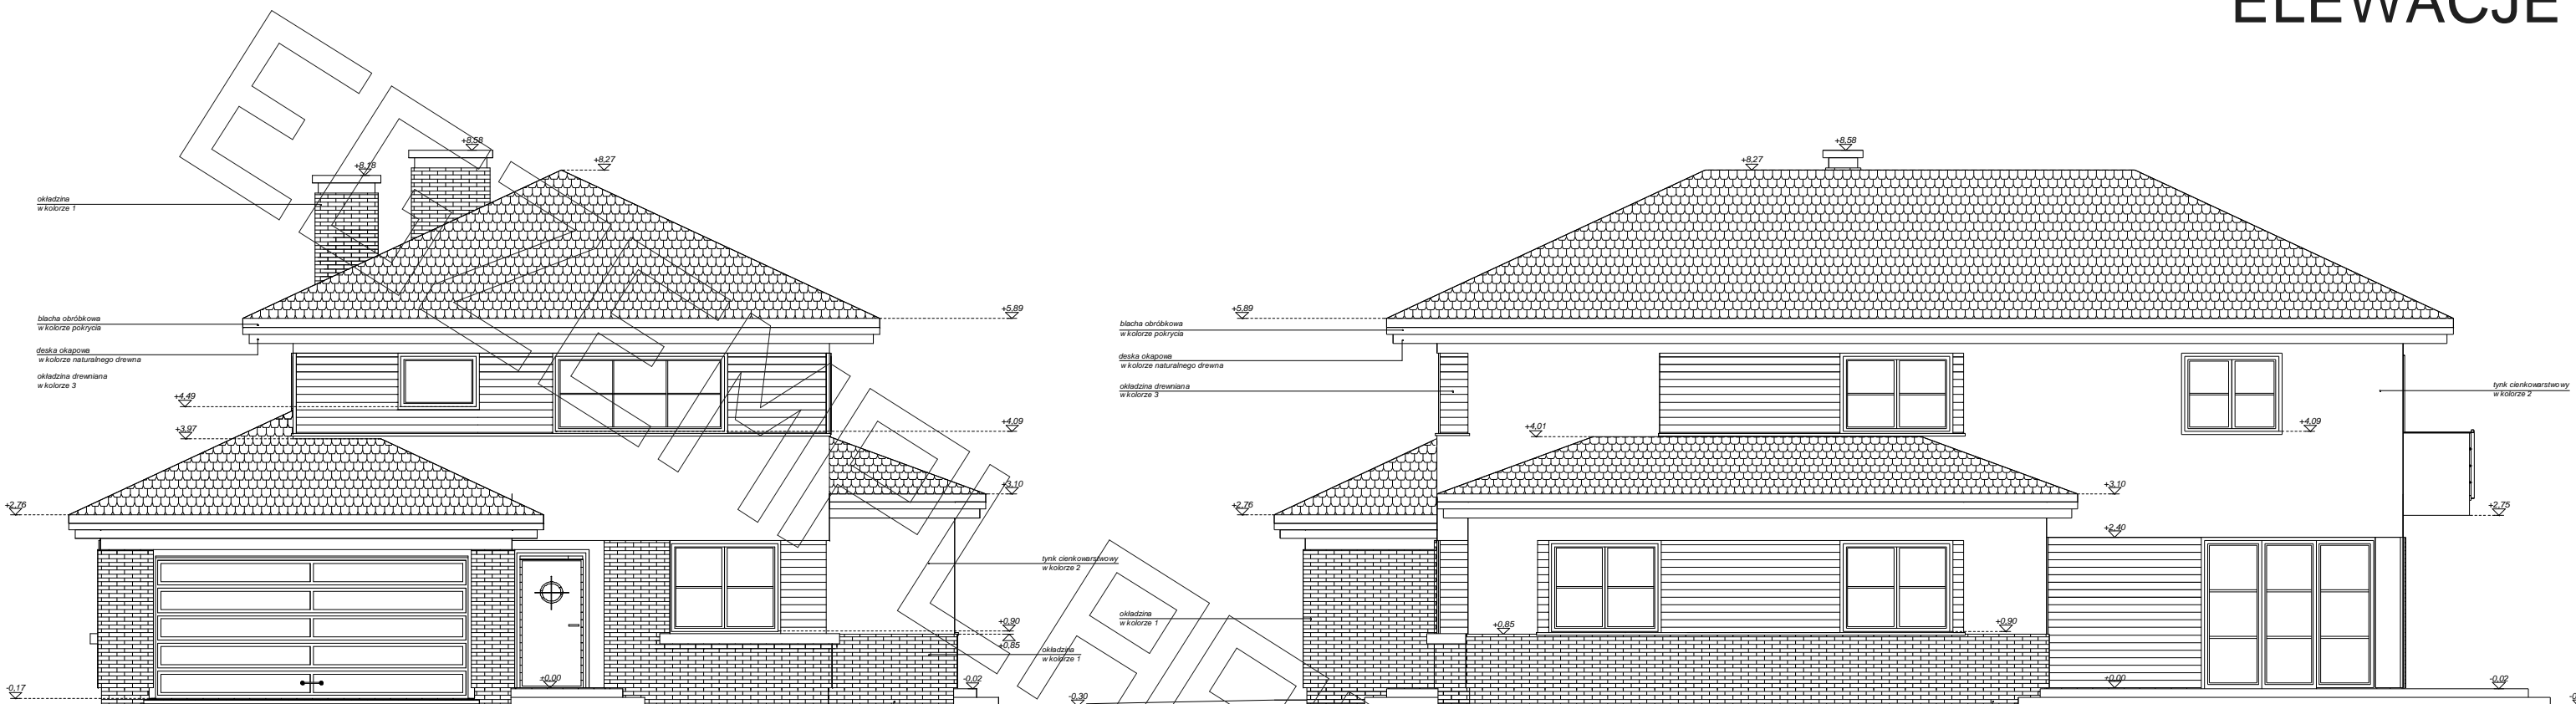 ELEWACJE
+8,58
+8,18
+8,27
okładzina
w kolorze 1
+5,89
blacha obróbkowa
w kolorze pokrycia
deska okapowa
w kolorze naturalnego drewna
okładzina drewniana
w kolorze 3
+4,49
+3,97
+4,09
+3,10
+2,76
tynk cienkowarstwowy
w kolorze 2
+0,90
+0,85
okładzina
w kolorze 1
±0,00
-0,17
-0,02
+8,58
+8,27
+5,89
blacha obróbkowa
w kolorze pokrycia
deska okapowa
w kolorze naturalnego drewna
okładzina drewniana
w kolorze 3
tynk cienkowarstwowy
w kolorze 2
+4,01
+4,09
+3,10
+2,76
+2,75
+2,40
okładzina
w kolorze 1
+0,85
+0,90
±0,00
-0,02
-0,30